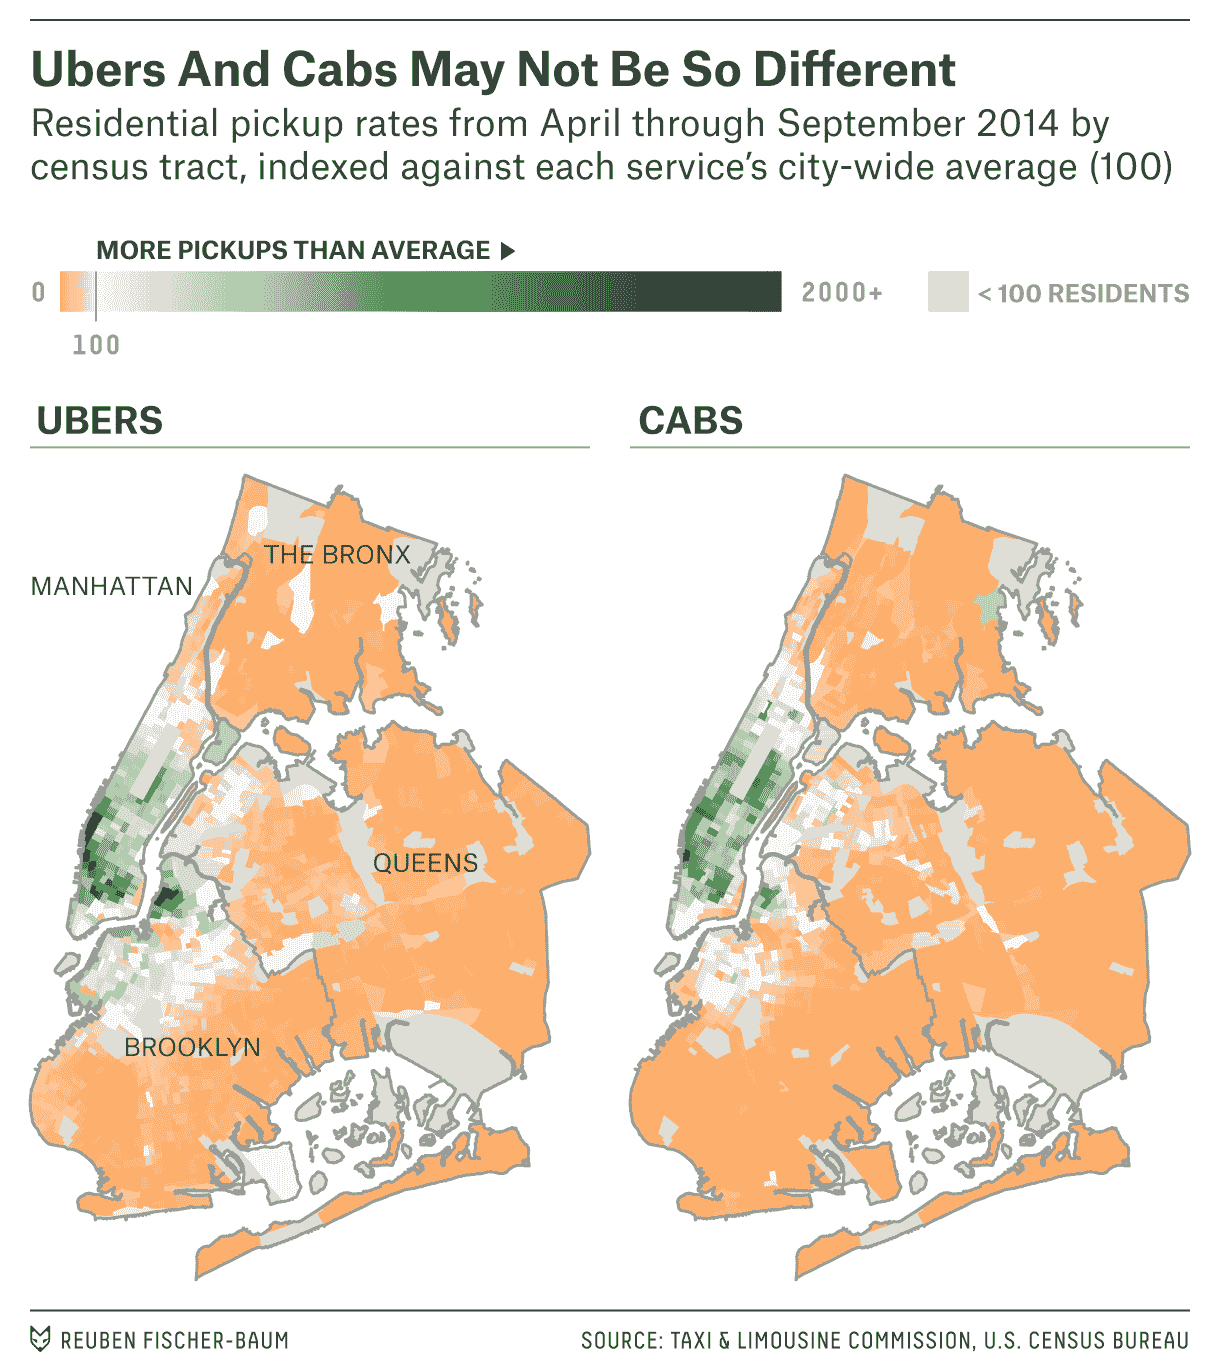 Ubers And Cabs May Not Be So Different
Residential pickup rates from April through September 2014 by
census tract, indexed against each service's city-wide average (100)
MORE PICKUPS THAN AVERAGE ▶
0
2000+
< 100 RESIDENTS
100
UBERS
CABS
THE BRONX
MANHATTAN
QUEENS
BROOKLYN
REUBEN FISCHER-BAUM
SOURCE: TAXI & LIMOUSINE COMMISSION, U.S. CENSUS BUREAU